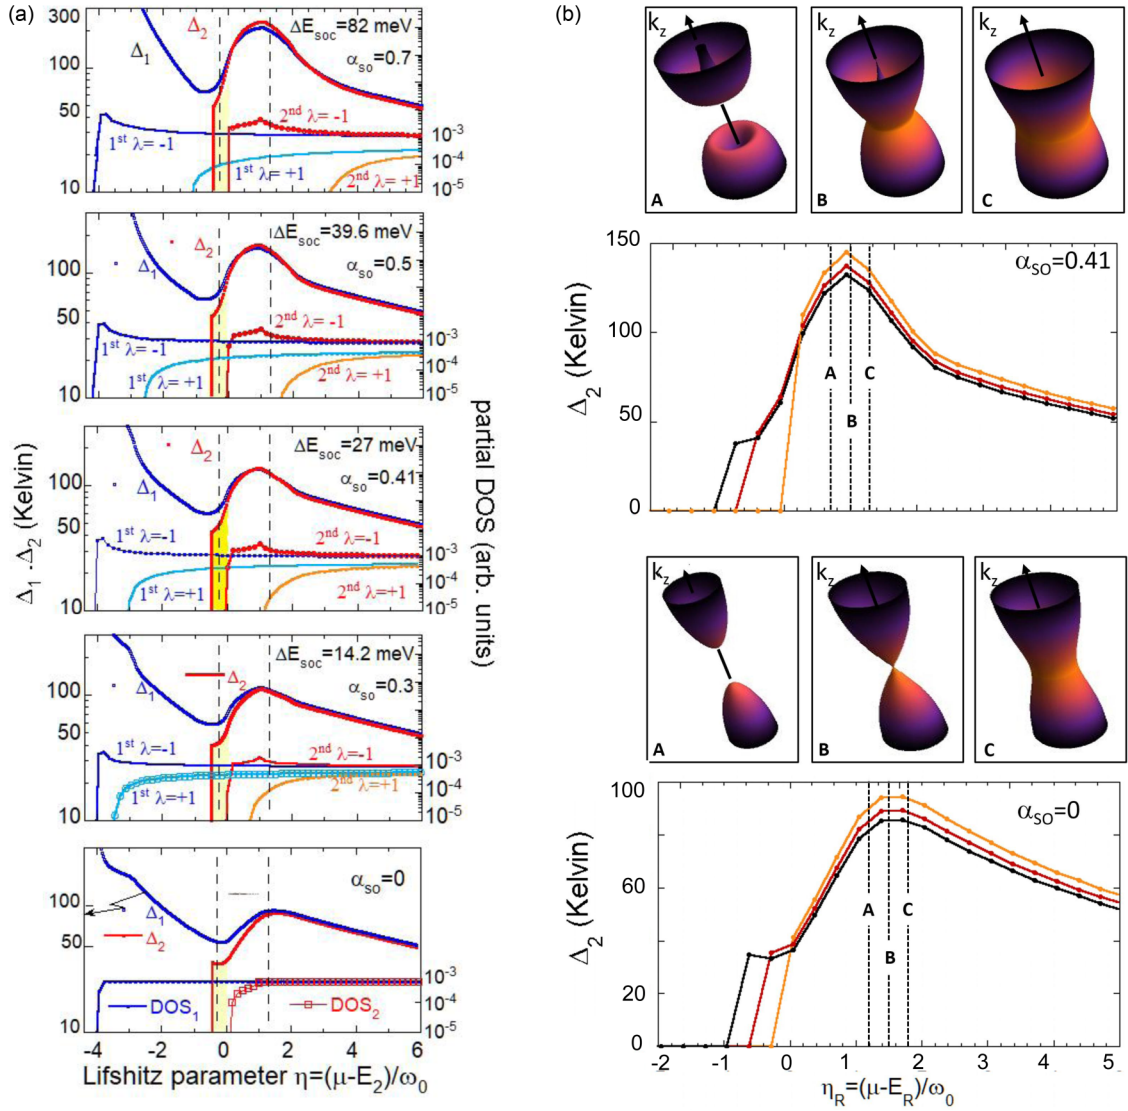 (a)
300
Δ1
Δ2
ΔEsoc=82 meV
αso=0.7
100
50
10
1st λ= -1
2nd λ= -1
1st λ=+1
2nd λ=+1
10-3
10-4
10-5
ΔEsoc=39.6 meV
αso=0.5
Δ2
Δ1
100
50
10
1st λ= -1
2nd λ= -1
1st λ=+1
2nd λ= +1
10-3
10-4
10-5
ΔEsoc=27 meV
αso=0.41
Δ2
Δ1
100
50
10
1st λ=-1
2nd λ=-1
1st λ=+1
2nd λ=+1
10-3
10-4
10-5
ΔEsoc=14.2 meV
αso=0.3
Δ2
Δ1
100
50
10
1st λ=-1
2nd λ=-1
1st λ=+1
2nd λ=+1
10-3
10-4
10-5
αso=0
Δ1
Δ2
100
50
10
DOS1
DOS2
10-3
10-4
10-5
-4 -2 0 2 4 6
Lifshitz parameter η=(μ-E2)/ω0
Δ1 .Δ2 (Kelvin)
partial DOS (arb. units)
(b)
kz
A
kz
B
kz
C
αSO=0.41
150
100
50
0
Δ2 (Kelvin)
A
B
C
kz
A
kz
B
kz
C
αSO=0
100
60
20
0
Δ2 (Kelvin)
A
B
C
-2 -1 0 1 2 3 4 5
ηR=(μ-ER)/ω0